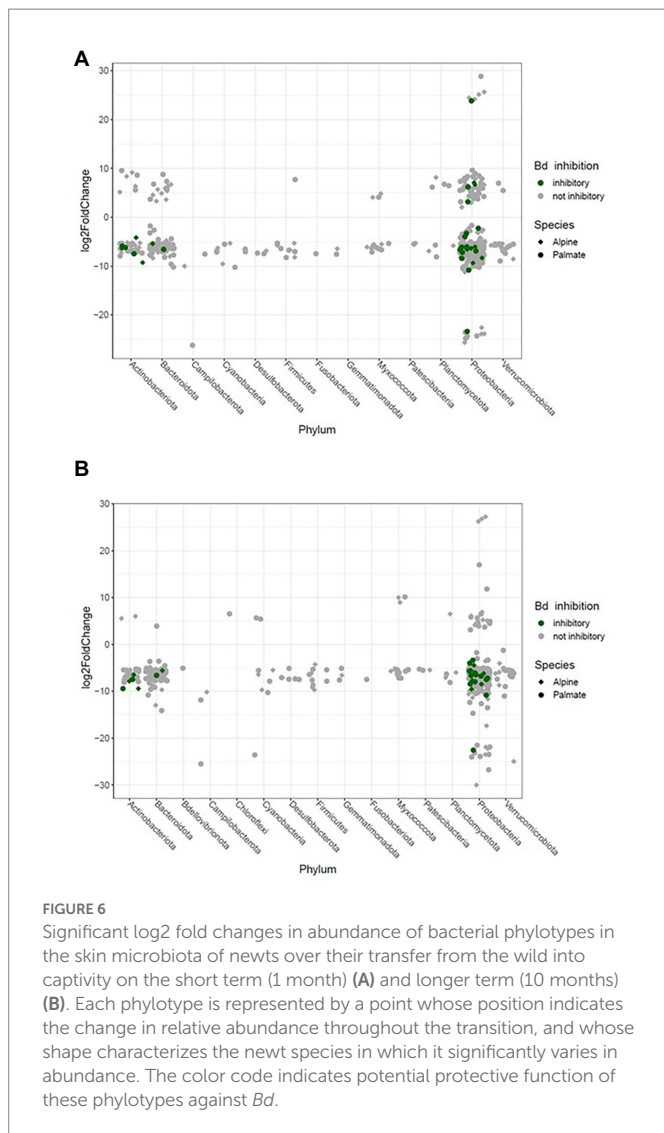 A
30
20
10
0
−10
−20
log2FoldChange
Bd inhibition
inhibitory
not inhibitory
Species
Alpine
Palmate
Actinobacteriota
Bacteroidota
Campilobacterota
Cyanobacteria
Desulfobacterota
Firmicutes
Fusobacteriota
Gemmatimonadota
Myxococcota
Patescibacteria
Planctomycetota
Proteobacteria
Verrucomicrobiota
Phylum
B
30
20
10
0
−10
−20
−30
log2FoldChange
Bd inhibition
inhibitory
not inhibitory
Species
Alpine
Palmate
Actinobacteriota
Bacteroidota
Bdellovibrionota
Campilobacterota
Chloroflexi
Cyanobacteria
Desulfobacterota
Firmicutes
Gemmatimonadota
Fusobacteriota
Myxococcota
Patescibacteria
Planctomycetota
Proteobacteria
Verrucomicrobiota
Phylum
FIGURE 6
Significant log2 fold changes in abundance of bacterial phylotypes in
the skin microbiota of newts over their transfer from the wild into
captivity on the short term (1 month) (A) and longer term (10 months)
(B). Each phylotype is represented by a point whose position indicates
the change in relative abundance throughout the transition, and whose
shape characterizes the newt species in which it significantly varies in
abundance. The color code indicates potential protective function of
these phylotypes against Bd.